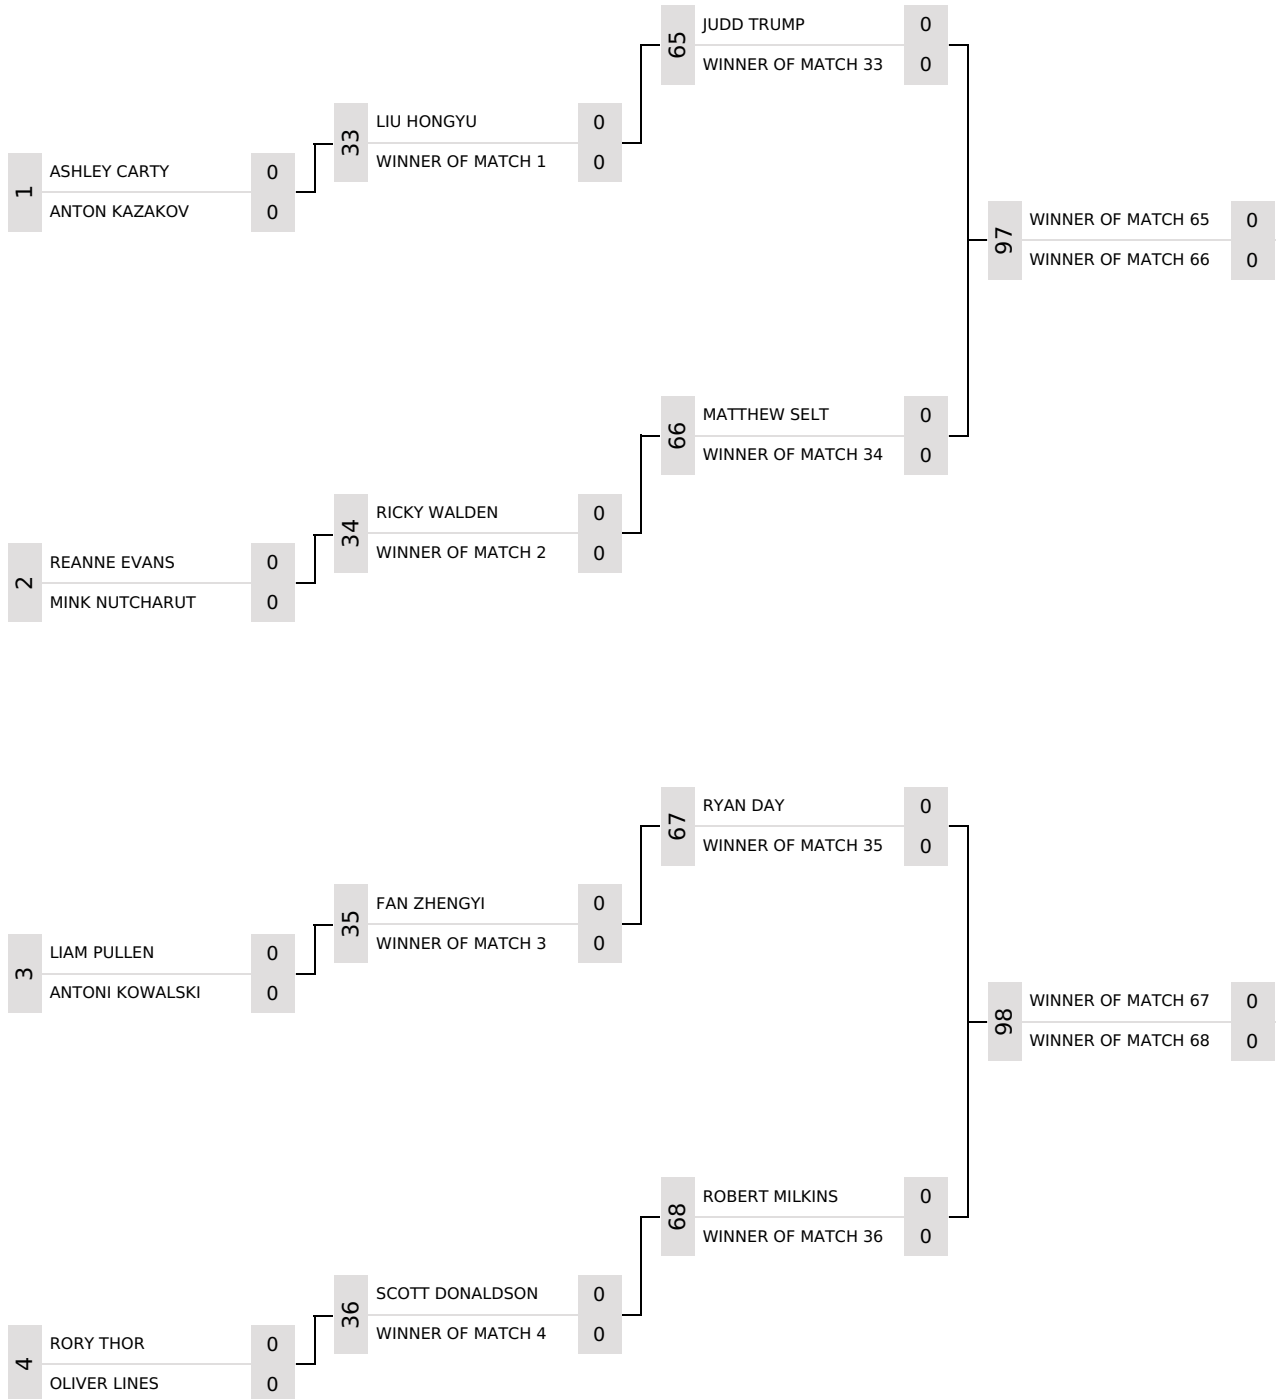 65
JUDD TRUMP 0
WINNER OF MATCH 33 0
33
LIU HONGYU 0
WINNER OF MATCH 1 0
1
ASHLEY CARTY 0
ANTON KAZAKOV 0
97
WINNER OF MATCH 65 0
WINNER OF MATCH 66 0
66
MATTHEW SELT 0
WINNER OF MATCH 34 0
34
RICKY WALDEN 0
WINNER OF MATCH 2 0
2
REANNE EVANS 0
MINK NUTCHARUT 0
67
RYAN DAY 0
WINNER OF MATCH 35 0
35
FAN ZHENGYI 0
WINNER OF MATCH 3 0
3
LIAM PULLEN 0
ANTONI KOWALSKI 0
98
WINNER OF MATCH 67 0
WINNER OF MATCH 68 0
68
ROBERT MILKINS 0
WINNER OF MATCH 36 0
36
SCOTT DONALDSON 0
WINNER OF MATCH 4 0
4
RORY THOR 0
OLIVER LINES 0